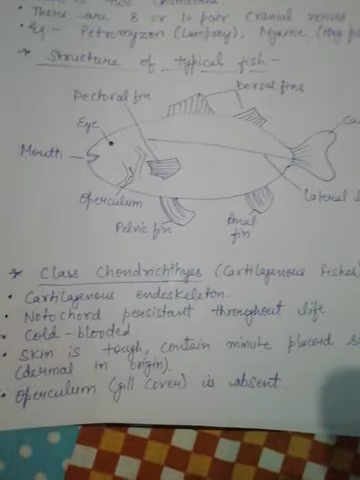 • There are 8 or 10 pair cranial nerves.
• Eg - Petromyzon (Lamprey), Myxine (Hag
* Structure of typical fish -
Pectoral fin
Dorsal fins
Eye
Ca
Mouth
Operculum
Lateral l
Pelvic fin
Anal fin
* Class Chondrichthyes (Cartilagenous Fishes)
• Cartilagenous endoskeleton.
• Notochord persistant throughout life
• Cold-blooded
• Skin is tough, contain minute placoid s
(dermal in origin).
• Operculum (gill cover) is absent.